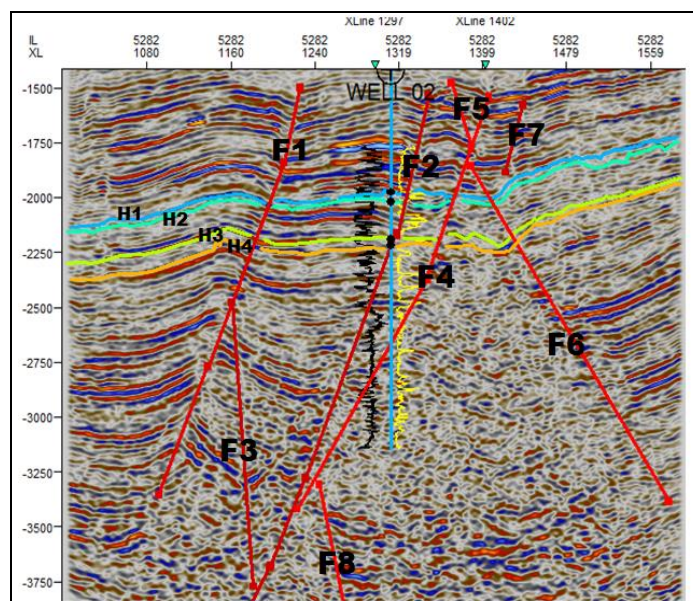 XLine 1297 XLine 1402
IL 5282 5282 5282 5282 5282 5282 5282
XL 1080 1160 1240 1319 1399 1479 1559
WELL 02
-1500
-1750
-2000
-2250
-2500
-2750
-3000
-3250
-3500
-3750
F1
F2
F5
F7
H1
H2
H3
H4
F4
F6
F3
F8